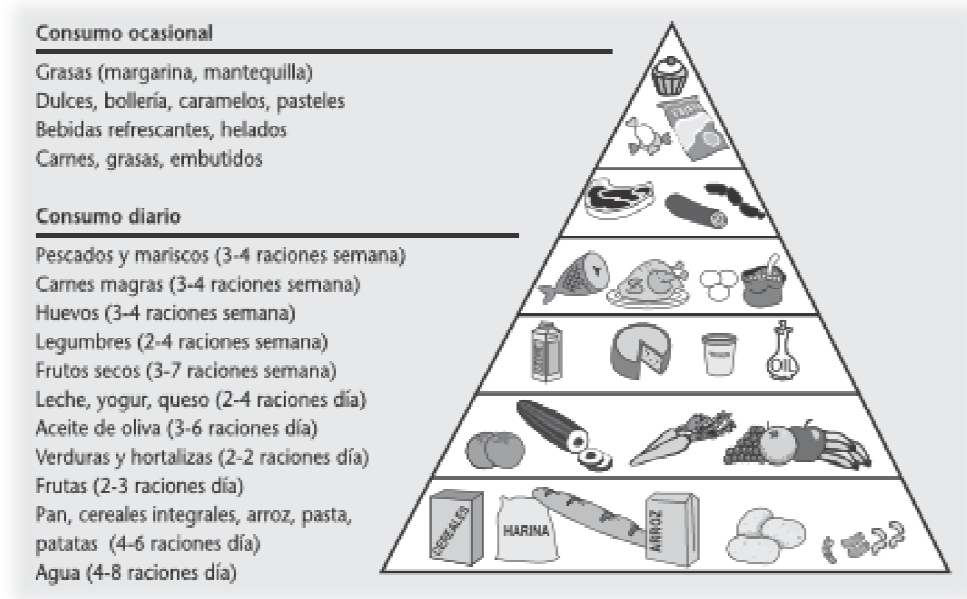 Consumo ocasional
Grasas (margarina, mantequilla)
Dulces, bollería, caramelos, pasteles
Bebidas refrescantes, helados
Carnes, grasas, embutidos
Consumo diario
Pescados y mariscos (3-4 raciones semana)
Carnes magras (3-4 raciones semana)
Huevos (3-4 raciones semana)
Legumbres (2-4 raciones semana)
Frutos secos (3-7 raciones semana)
Leche, yogur, queso (2-4 raciones día)
Aceite de oliva (3-6 raciones día)
Verduras y hortalizas (2-2 raciones día)
Frutas (2-3 raciones día)
Pan, cereales integrales, arroz, pasta,
patatas (4-6 raciones día)
Agua (4-8 raciones día)
OIL
CEREALES
HARINA
ARROZ